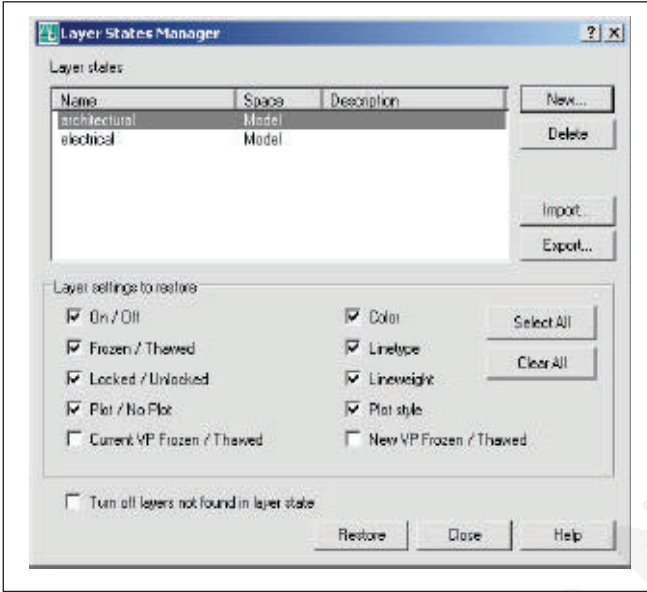 Layer States Manager
Layer states
Name Space Description
architectural Model
electrical Model
New...
Delete
Import...
Export...
Layer settings to restore
On / Off
Frozen / Thawed
Locked / Unlocked
Plot / No Plot
Current VP Frozen / Thawed
Color
Linetype
Lineweight
Plot style
New VP Frozen / Thawed
Select All
Clear All
Turn off layers not found in layer state
Restore Close Help